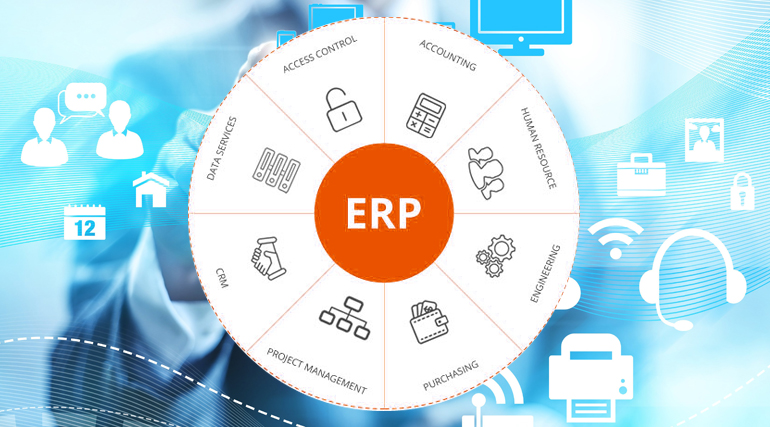 ACCESS CONTROL
ACCOUNTING
HUMAN RESOURCE
ENGINEERING
PURCHASING
PROJECT MANAGEMENT
CRM
DATA SERVICES
ERP
12